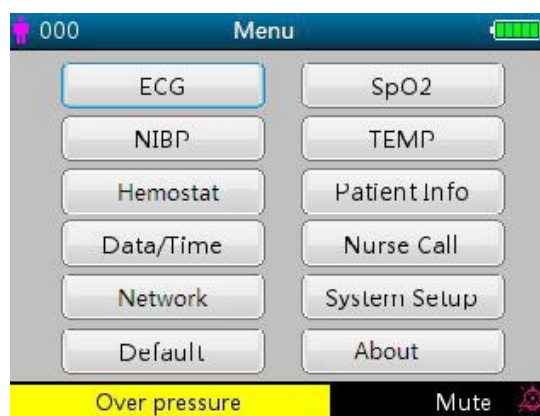 000 Menu
ECG SpO2
NIBP TEMP
Hemostat Patient Info
Data/Time Nurse Call
Network System Setup
Default About
Over pressure Mute